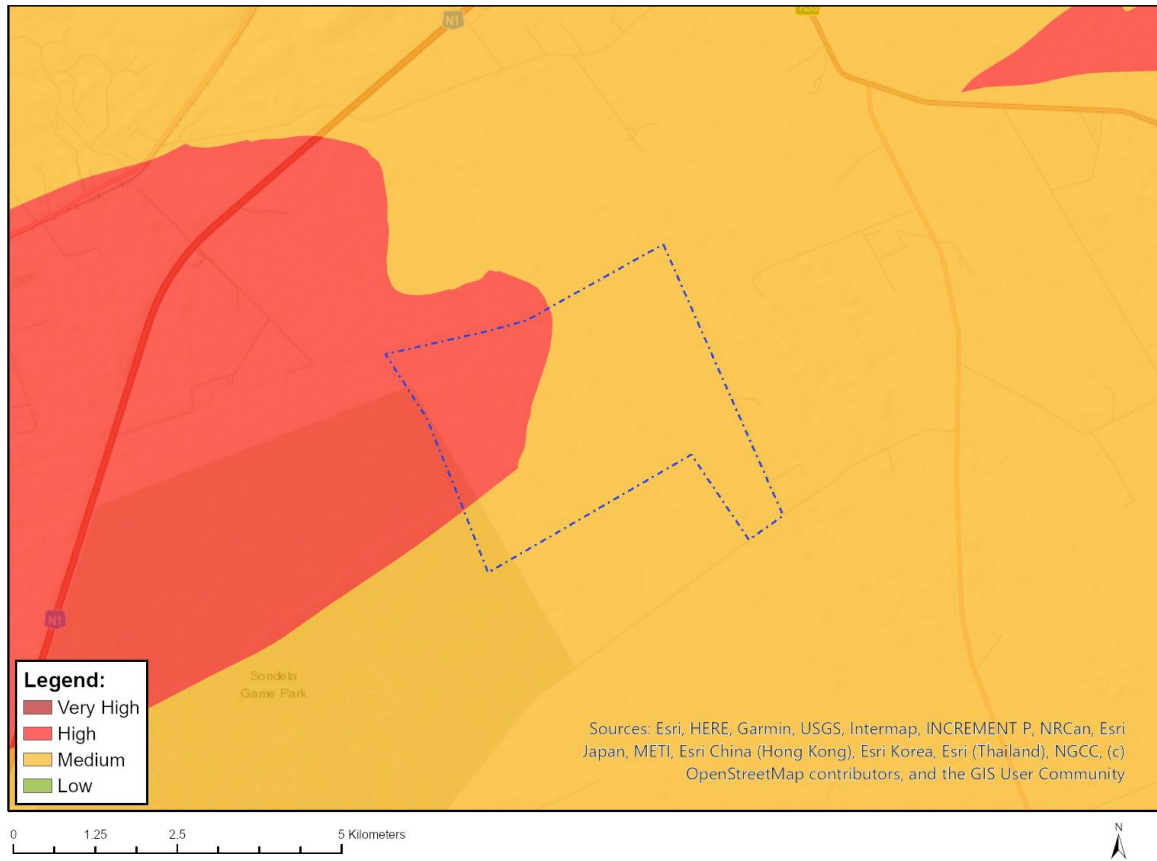 N1
N1
Sondela
Game Park
Legend:
Very High
High
Medium
Low
Sources: Esri, HERE, Garmin, USGS, Intermap, INCREMENT P, NRCan, Esri
Japan, METI, Esri China (Hong Kong), Esri Korea, Esri (Thailand), NGCC, (c)
OpenStreetMap contributors, and the GIS User Community
0 1.25 2.5 5 Kilometers
N